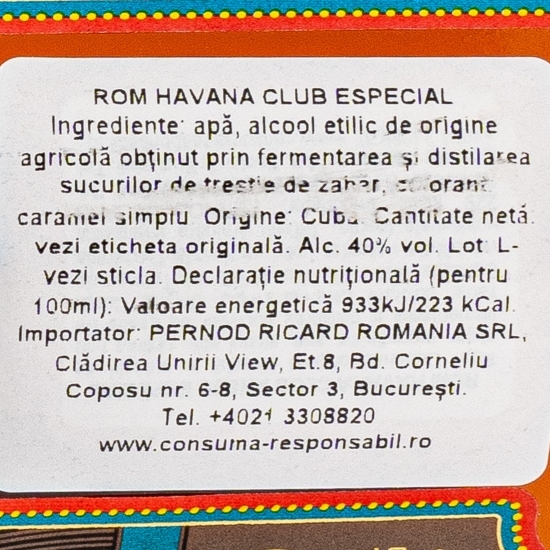 ROM HAVANA CLUB ESPECIAL
Ingrediente: apă, alcool etilic de origine
agricolă obținut prin fermentarea și distilarea
sucurilor de trestie de zahăr, colorant:
caramel simplu. Origine: Cuba. Cantitate netă:
vezi eticheta originală. Alc. 40% vol. Lot: L-
vezi sticla. Declarație nutrițională (pentru
100ml): Valoare energetică 933kJ/223 kCal.
Importator: PERNOD RICARD ROMANIA SRL,
Clădirea Unirii View, Et.8, Bd. Corneliu
Coposu nr. 6-8, Sector 3, București.
Tel. +4021 3308820
www.consuma-responsabil.ro